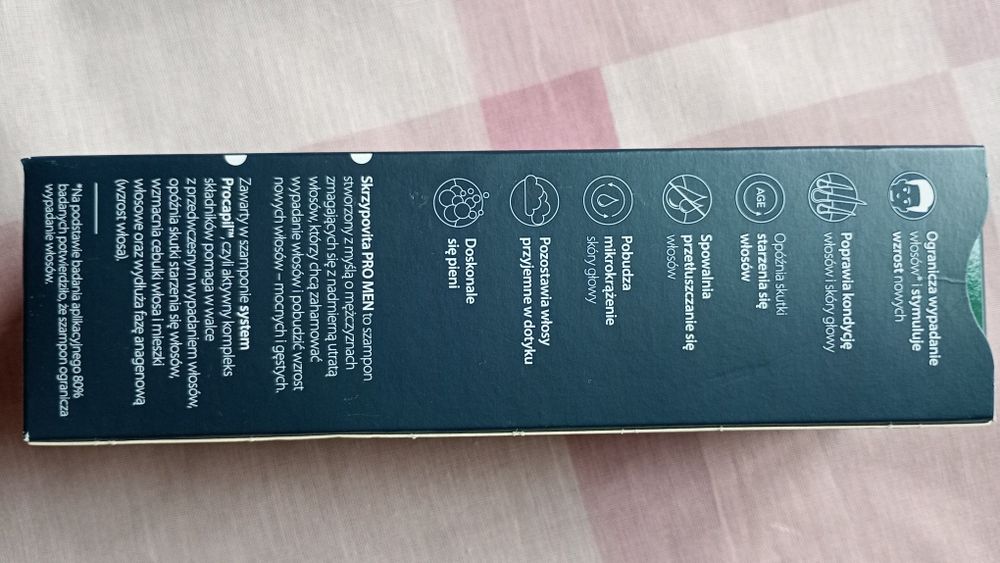 Ogranicza wypadanie
włosów* i stymuluje
wzrost nowych
Poprawia kondycję
włosów i skóry głowy
AGE
Opóźnia skutki
starzenia się
włosów
Spowalnia
przetłuszczanie się
włosów
Pobudza
mikrokrążenie
skóry głowy
Pozostawia włosy
przyjemne w dotyku
Doskonale
się pieni
Skrzypovita PRO MEN to szampon
stworzony z myślą o mężczyznach
zmagających się z nadmierną utratą
włosów, którzy chcą zahamować
wypadanie włosów i pobudzić wzrost
nowych włosów – mocnych i gęstych.
Zawarty w szamponie system
Procapil™, czyli aktywny kompleks
składników pomaga w walce
z przedwczesnym wypadaniem włosów,
opóźnia skutki starzenia się włosów,
wzmacnia cebulki włosa i mieszki
włosowe oraz wydłuża fazę anagenową
(wzrost włosa).
*Na podstawie badania aplikacyjnego 80%
badanych potwierdziło, że szampon ogranicza
wypadanie włosów.